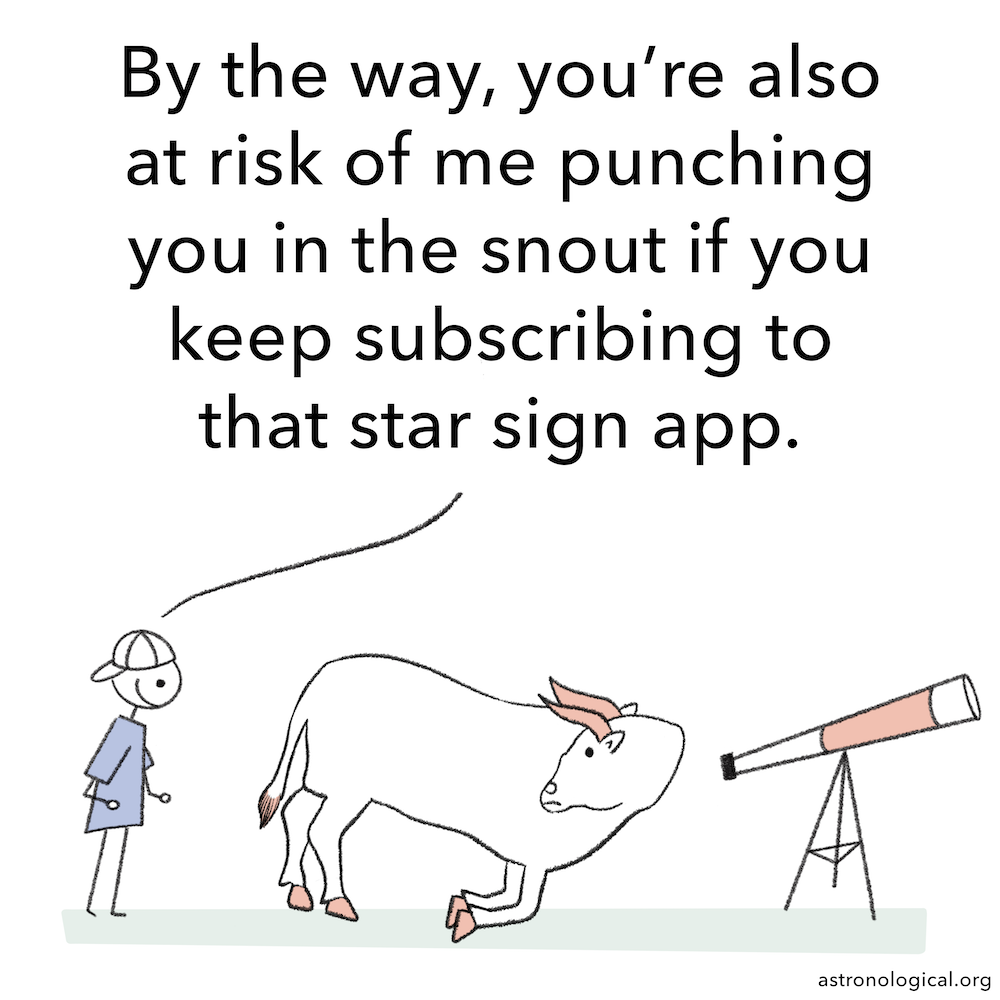 By the way, you’re also
at risk of me punching
you in the snout if you
keep subscribing to
that star sign app.
astronological.org